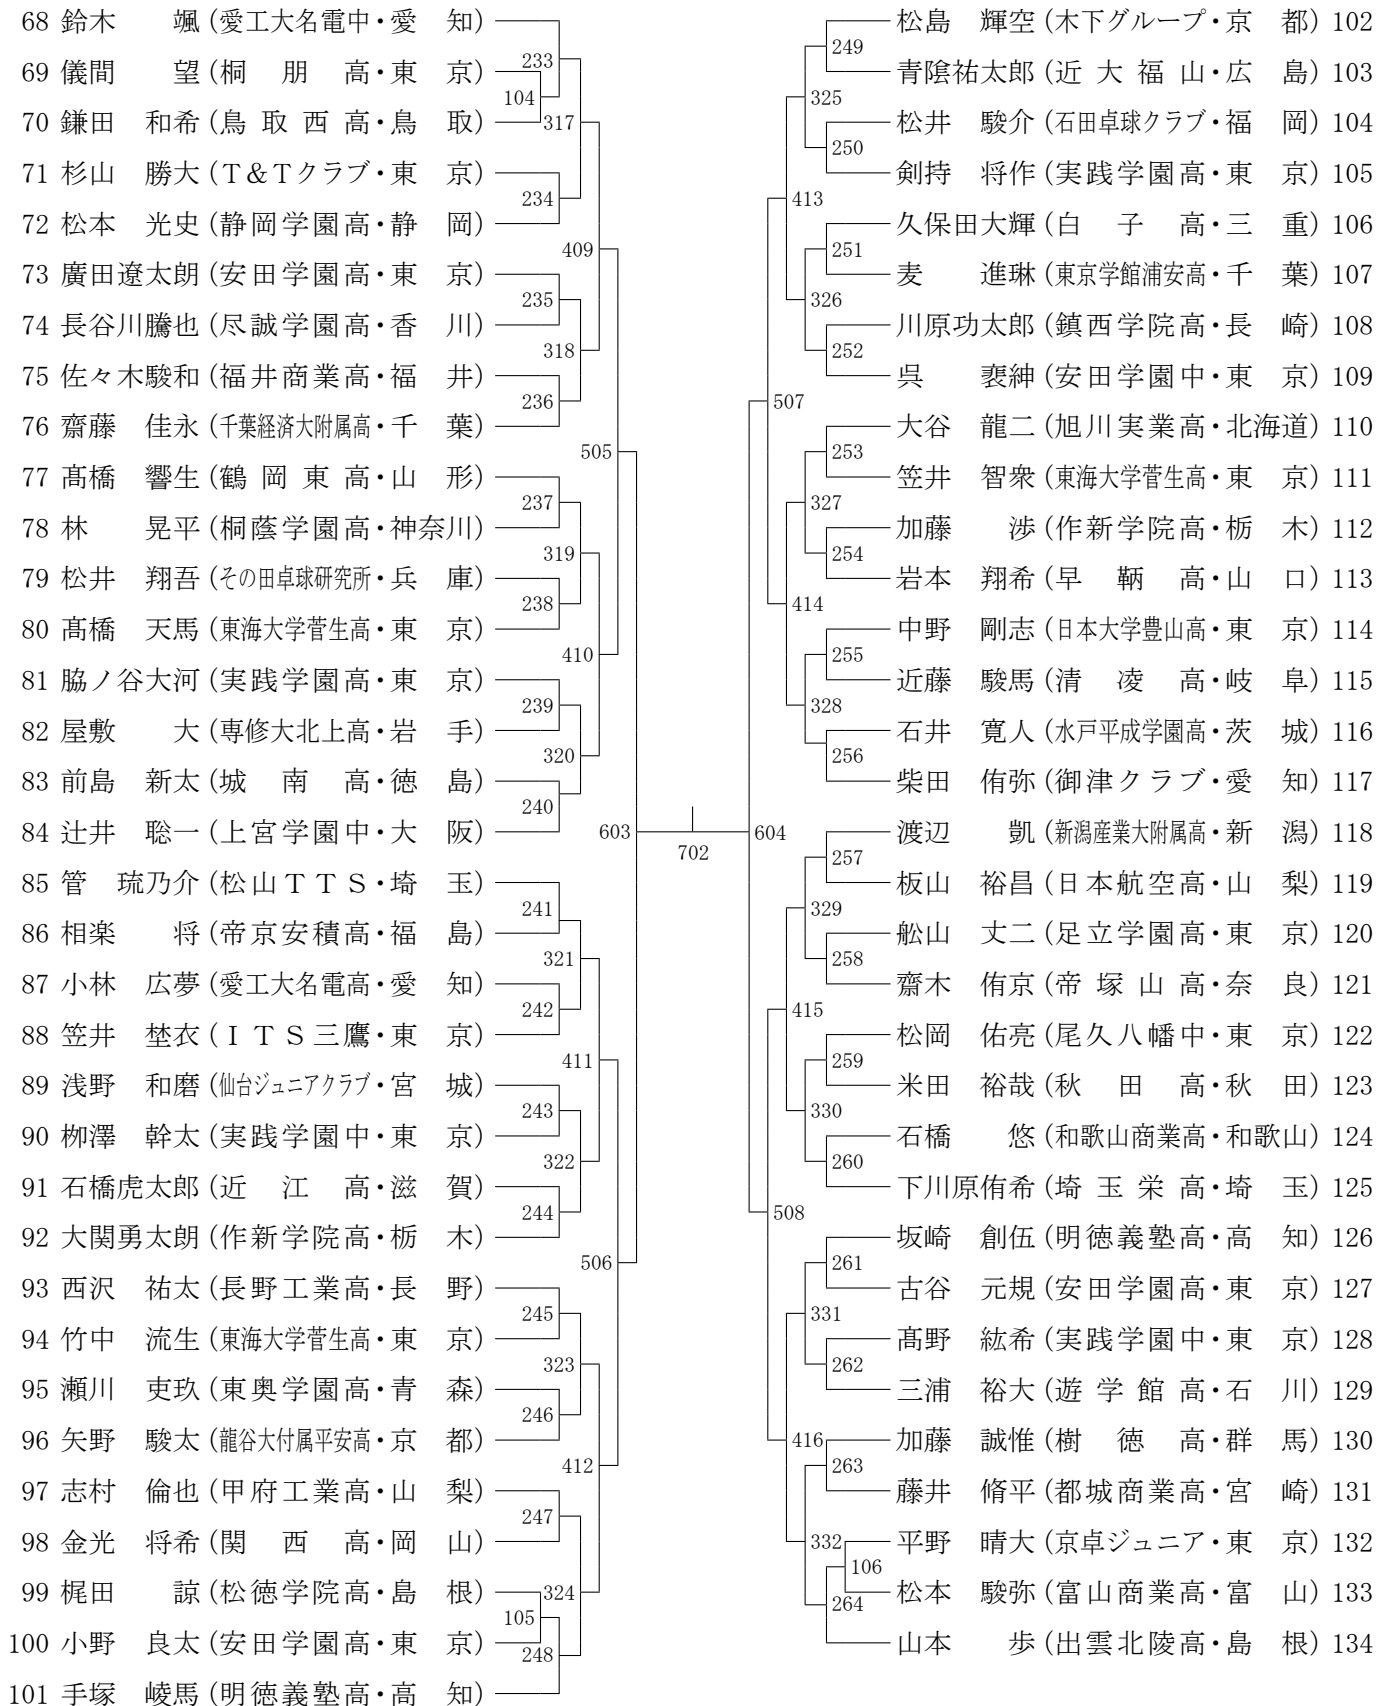 68 鈴木 颯 (愛工大名電中・愛 知)
69 儀間 望 (桐 朋 高・東 京)
70 鎌田 和希 (鳥 取 西 高・鳥 取)
71 杉山 勝大 (T&Tクラブ・東 京)
72 松本 光史 (静岡学園高・静 岡)
73 廣田遼太朗 (安田学園高・東 京)
74 長谷川騰也 (尽誠学園高・香 川)
75 佐々木駿和 (福井商業高・福 井)
76 齋藤 佳永 (千葉経済大附属高・千 葉)
77 髙橋 響生 (鶴 岡 東 高・山 形)
78 林 晃平 (桐蔭学園高・神奈川)
79 松井 翔吾 (その田卓球研究所・兵 庫)
80 髙橋 天馬 (東海大学菅生高・東 京)
81 脇ノ谷大河 (実践学園高・東 京)
82 屋敷 大 (専修大北上高・岩 手)
83 前島 新太 (城 南 高・徳 島)
84 辻井 聡一 (上宮学園中・大 阪)
85 管 琉乃介 (松山TTS・埼 玉)
86 相楽 将 (帝京安積高・福 島)
87 小林 広夢 (愛工大名電高・愛 知)
88 笠井 埜衣 (ITS三鷹・東 京)
89 浅野 和磨 (仙台ジュニアクラブ・宮 城)
90 栁澤 幹太 (実践学園中・東 京)
91 石橋虎太郎 (近 江 高・滋 賀)
92 大関勇太朗 (作新学院高・栃 木)
93 西沢 祐太 (長野工業高・長 野)
94 竹中 流生 (東海大学菅生高・東 京)
95 瀬川 吏玖 (東奥学園高・青 森)
96 矢野 駿太 (龍谷大付属平安高・京 都)
97 志村 倫也 (甲府工業高・山 梨)
98 金光 将希 (関 西 高・岡 山)
99 梶田 諒 (松徳学院高・島 根)
100 小野 良太 (安田学園高・東 京)
101 手塚 崚馬 (明徳義塾高・高 知)
233
104
317
234
409
235
318
236
505
237
319
238
410
239
320
240
603
241
321
242
411
243
322
244
506
245
323
246
412
247
324
105
248
702
604
249
325
250
413
251
326
252
507
253
327
254
414
255
328
256
257
329
258
415
259
330
260
508
261
331
262
416
263
332
106
264
松島 輝空 (木下グループ・京 都) 102
青陰祐太郎 (近 大 福 山・広 島) 103
松井 駿介 (石田卓球クラブ・福 岡) 104
剣持 将作 (実践学園高・東 京) 105
久保田大輝 (白 子 高・三 重) 106
麦 進琳 (東京学館浦安高・千 葉) 107
川原功太郎 (鎮西学院高・長 崎) 108
呉 裵紳 (安田学園中・東 京) 109
大谷 龍二 (旭川実業高・北海道) 110
笠井 智衆 (東海大学菅生高・東 京) 111
加藤 渉 (作新学院高・栃 木) 112
岩本 翔希 (早 鞆 高・山 口) 113
中野 剛志 (日本大学豊山高・東 京) 114
近藤 駿馬 (清 凌 高・岐 阜) 115
石井 寛人 (水戸平成学園高・茨 城) 116
柴田 侑弥 (御津クラブ・愛 知) 117
渡辺 凱 (新潟産業大附属高・新 潟) 118
板山 裕昌 (日本航空高・山 梨) 119
舩山 丈二 (足立学園高・東 京) 120
齋木 侑京 (帝 塚 山 高・奈 良) 121
松岡 佑亮 (尾久八幡中・東 京) 122
米田 裕哉 (秋 田 高・秋 田) 123
石橋 悠 (和歌山商業高・和歌山) 124
下川原侑希 (埼 玉 栄 高・埼 玉) 125
坂崎 創伍 (明徳義塾高・高 知) 126
古谷 元規 (安田学園高・東 京) 127
髙野 紘希 (実践学園中・東 京) 128
三浦 裕大 (遊 学 館 高・石 川) 129
加藤 誠惟 (樹 徳 高・群 馬) 130
藤井 脩平 (都城商業高・宮 崎) 131
平野 晴大 (京卓ジュニア・東 京) 132
松本 駿弥 (富山商業高・富 山) 133
山本 歩 (出雲北陵高・島 根) 134